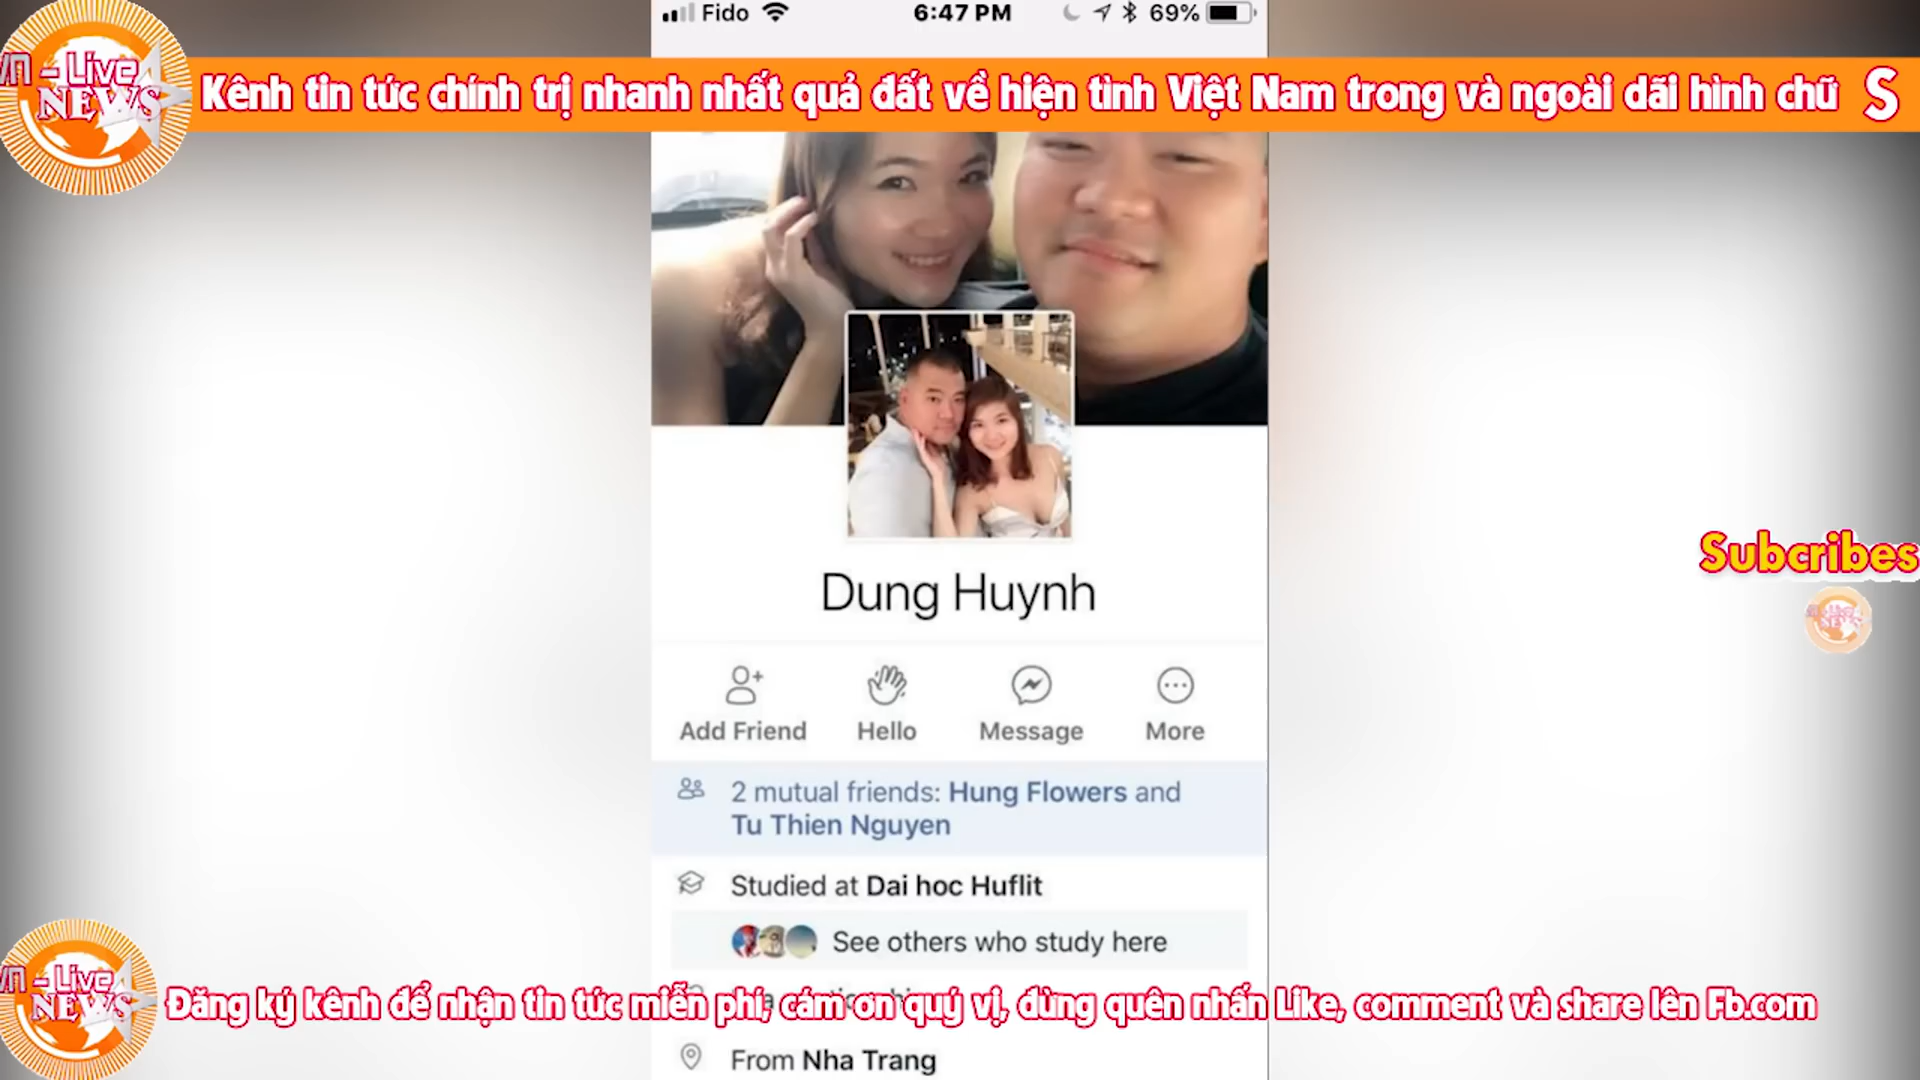 Fido 6:47 PM 69%
VN - Live
NEWS
Kênh tin tức chính trị nhanh nhất quả đất về hiện tình Việt Nam trong và ngoài dãi hình chữ S
Subcribes
Dung Huynh
Add Friend Hello Message More
2 mutual friends: Hung Flowers and
Tu Thien Nguyen
Studied at Dai hoc Huflit
See others who study here
VN - Live
NEWS
Đăng ký kênh để nhận tin tức miễn phí, cám ơn quý vị, đừng quên nhấn Like, comment và share lên Fb.com
From Nha Trang